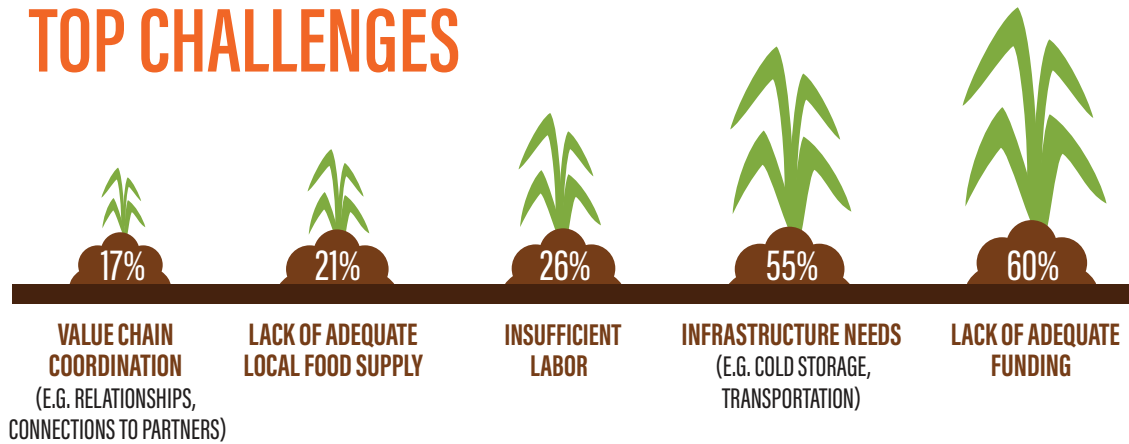 TOP CHALLENGES
17%
21%
26%
55%
60%
VALUE CHAIN
COORDINATION
(E.G. RELATIONSHIPS,
CONNECTIONS TO PARTNERS)
LACK OF ADEQUATE
LOCAL FOOD SUPPLY
INSUFFICIENT
LABOR
INFRASTRUCTURE NEEDS
(E.G. COLD STORAGE,
TRANSPORTATION)
LACK OF ADEQUATE
FUNDING